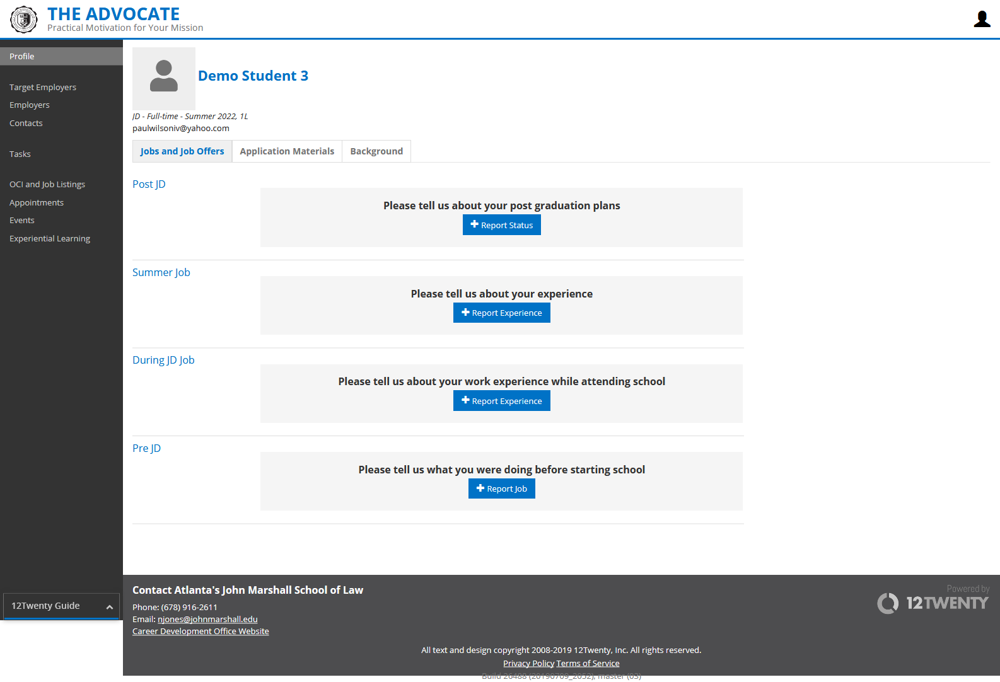 THE ADVOCATE
Practical Motivation for Your Mission
Profile
Target Employers
Employers
Contacts
Tasks
OCI and Job Listings
Appointments
Events
Experiential Learning
12Twenty Guide
Demo Student 3
JD - Full-time - Summer 2022, 1L
paulwilsoniv@yahoo.com
Jobs and Job Offers Application Materials Background
Post JD
Please tell us about your post graduation plans
Report Status
Summer Job
Please tell us about your experience
Report Experience
During JD Job
Please tell us about your work experience while attending school
Report Experience
Pre JD
Please tell us what you were doing before starting school
Report Job
Contact Atlanta's John Marshall School of Law
Phone: (678) 916-2611
Email: njones@johnmarshall.edu
Career Development Office Website
Powered by
12TWENTY
All text and design copyright 2008-2019 12Twenty, Inc. All rights reserved.
Privacy Policy Terms of Service
Build 26488 (20190709_2052), master (03)